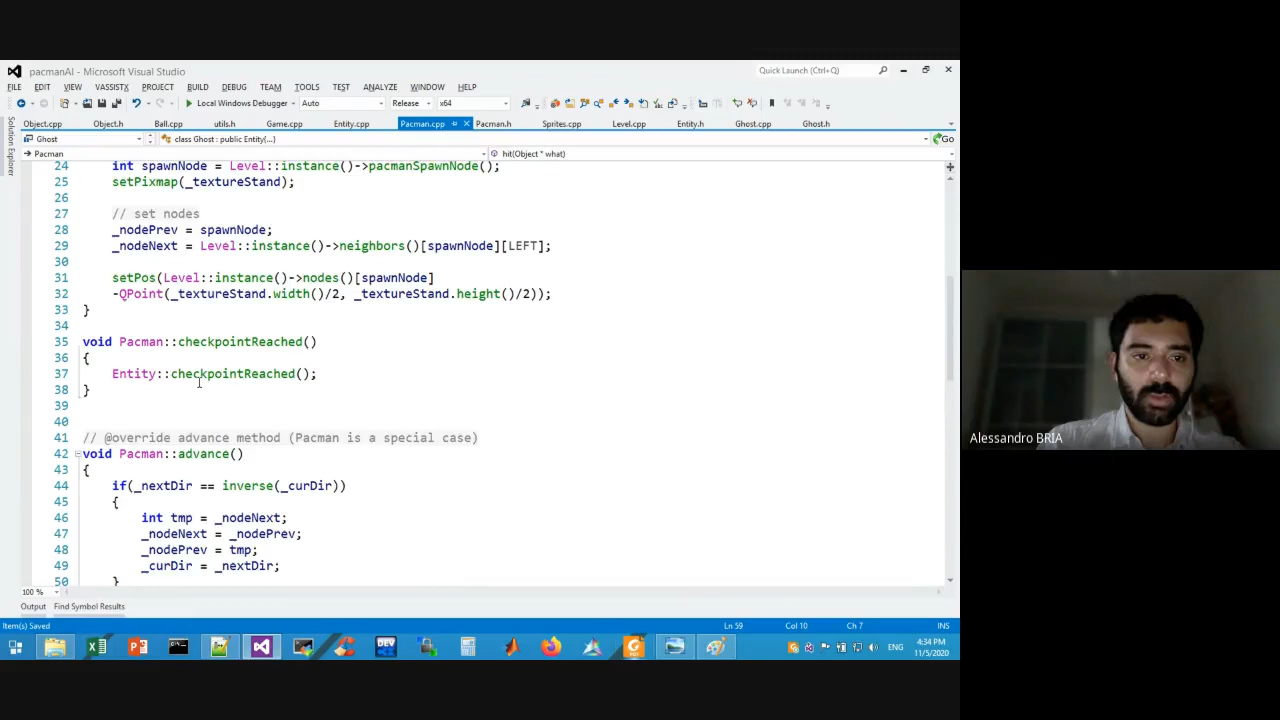 pacmanAI - Microsoft Visual Studio
Quick Launch (Ctrl+Q)
FILE EDIT VIEW VASSISTX PROJECT BUILD DEBUG TEAM TOOLS TEST ANALYZE WINDOW HELP
Local Windows Debugger Auto Release x64
Object.cpp Object.h Ball.cpp utils.h Game.cpp Entity.cpp Pacman.cpp Pacman.h Sprites.cpp Level.cpp Entity.h Ghost.cpp Ghost.h
Ghost class Ghost : public Entity{...} Go
Pacman hit(Object * what)
Solution Explorer
24 int spawnNode = Level::instance()->pacmanSpawnNode();
25 setPixmap(_textureStand);
26
27 // set nodes
28 _nodePrev = spawnNode;
29 _nodeNext = Level::instance()->neighbors()[spawnNode][LEFT];
30
31 setPos(Level::instance()->nodes()[spawnNode]
32 -QPoint(_textureStand.width()/2, _textureStand.height()/2));
33 }
34
35 void Pacman::checkpointReached()
36 {
37 Entity::checkpointReached();
38 }
39
40
41 // @override advance method (Pacman is a special case)
42 void Pacman::advance()
43 {
44 if(_nextDir == inverse(_curDir))
45 {
46 int tmp = _nodeNext;
47 _nodeNext = _nodePrev;
48 _nodePrev = tmp;
49 _curDir = _nextDir;
50 }
100 %
Output Find Symbol Results
Item(s) Saved Ln 59 Col 10 Ch 7 INS
DEV
ENG
4:34 PM
11/5/2020
Alessandro BRIA